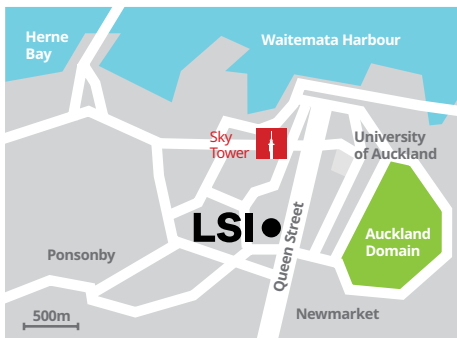 Herne
Bay
Waitemata Harbour
Sky
Tower
University
of Auckland
LSI
Queen Street
Auckland
Domain
Ponsonby
Newmarket
500m